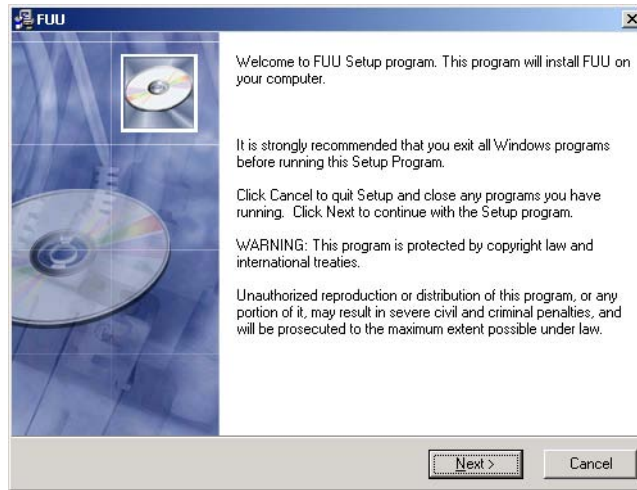 FUU
Welcome to FUU Setup program. This program will install FUU on
your computer.
It is strongly recommended that you exit all Windows programs
before running this Setup Program.
Click Cancel to quit Setup and close any programs you have
running. Click Next to continue with the Setup program.
WARNING: This program is protected by copyright law and
international treaties.
Unauthorized reproduction or distribution of this program, or any
portion of it, may result in severe civil and criminal penalties, and
will be prosecuted to the maximum extent possible under law.
Next >
Cancel